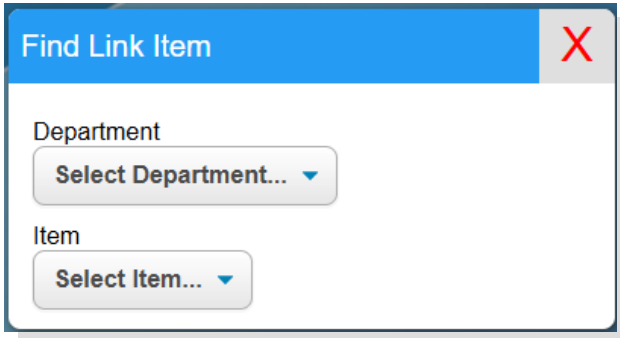 Find Link Item
X
Department
Select Department...
Item
Select Item...